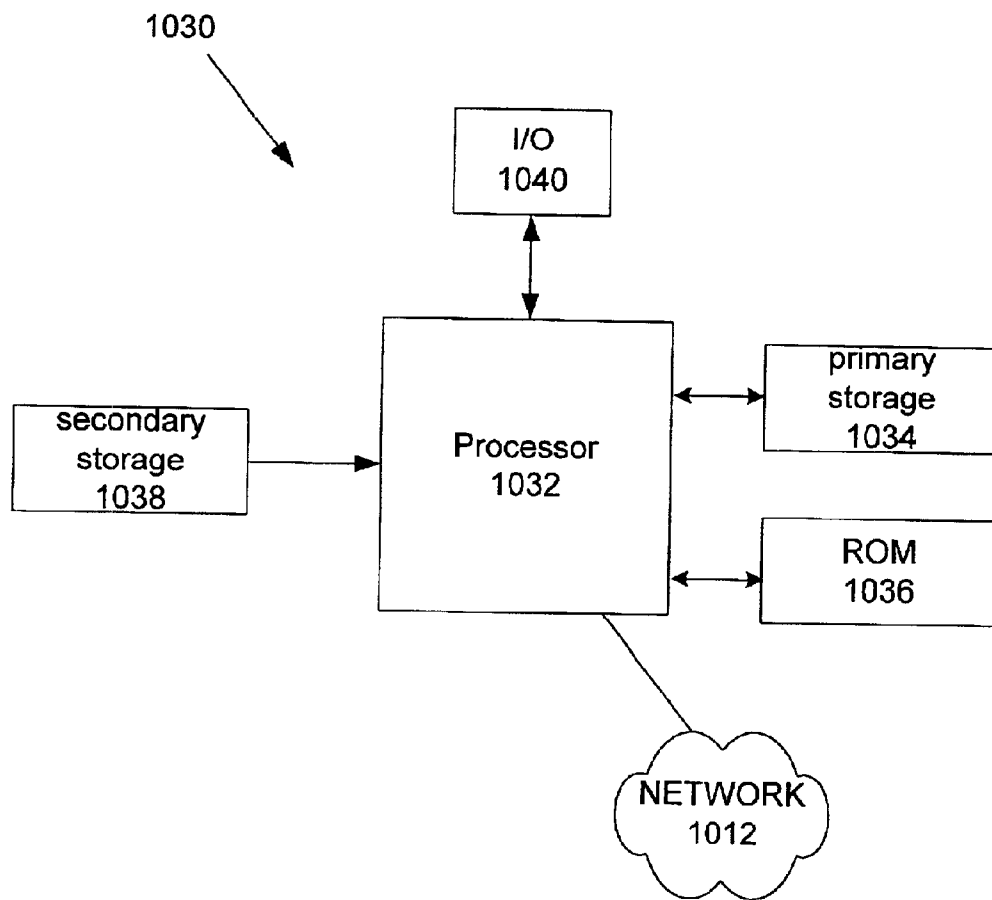 1030
I/O
1040
primary
storage
1034
secondary
storage
1038
Processor
1032
ROM
1036
NETWORK
1012